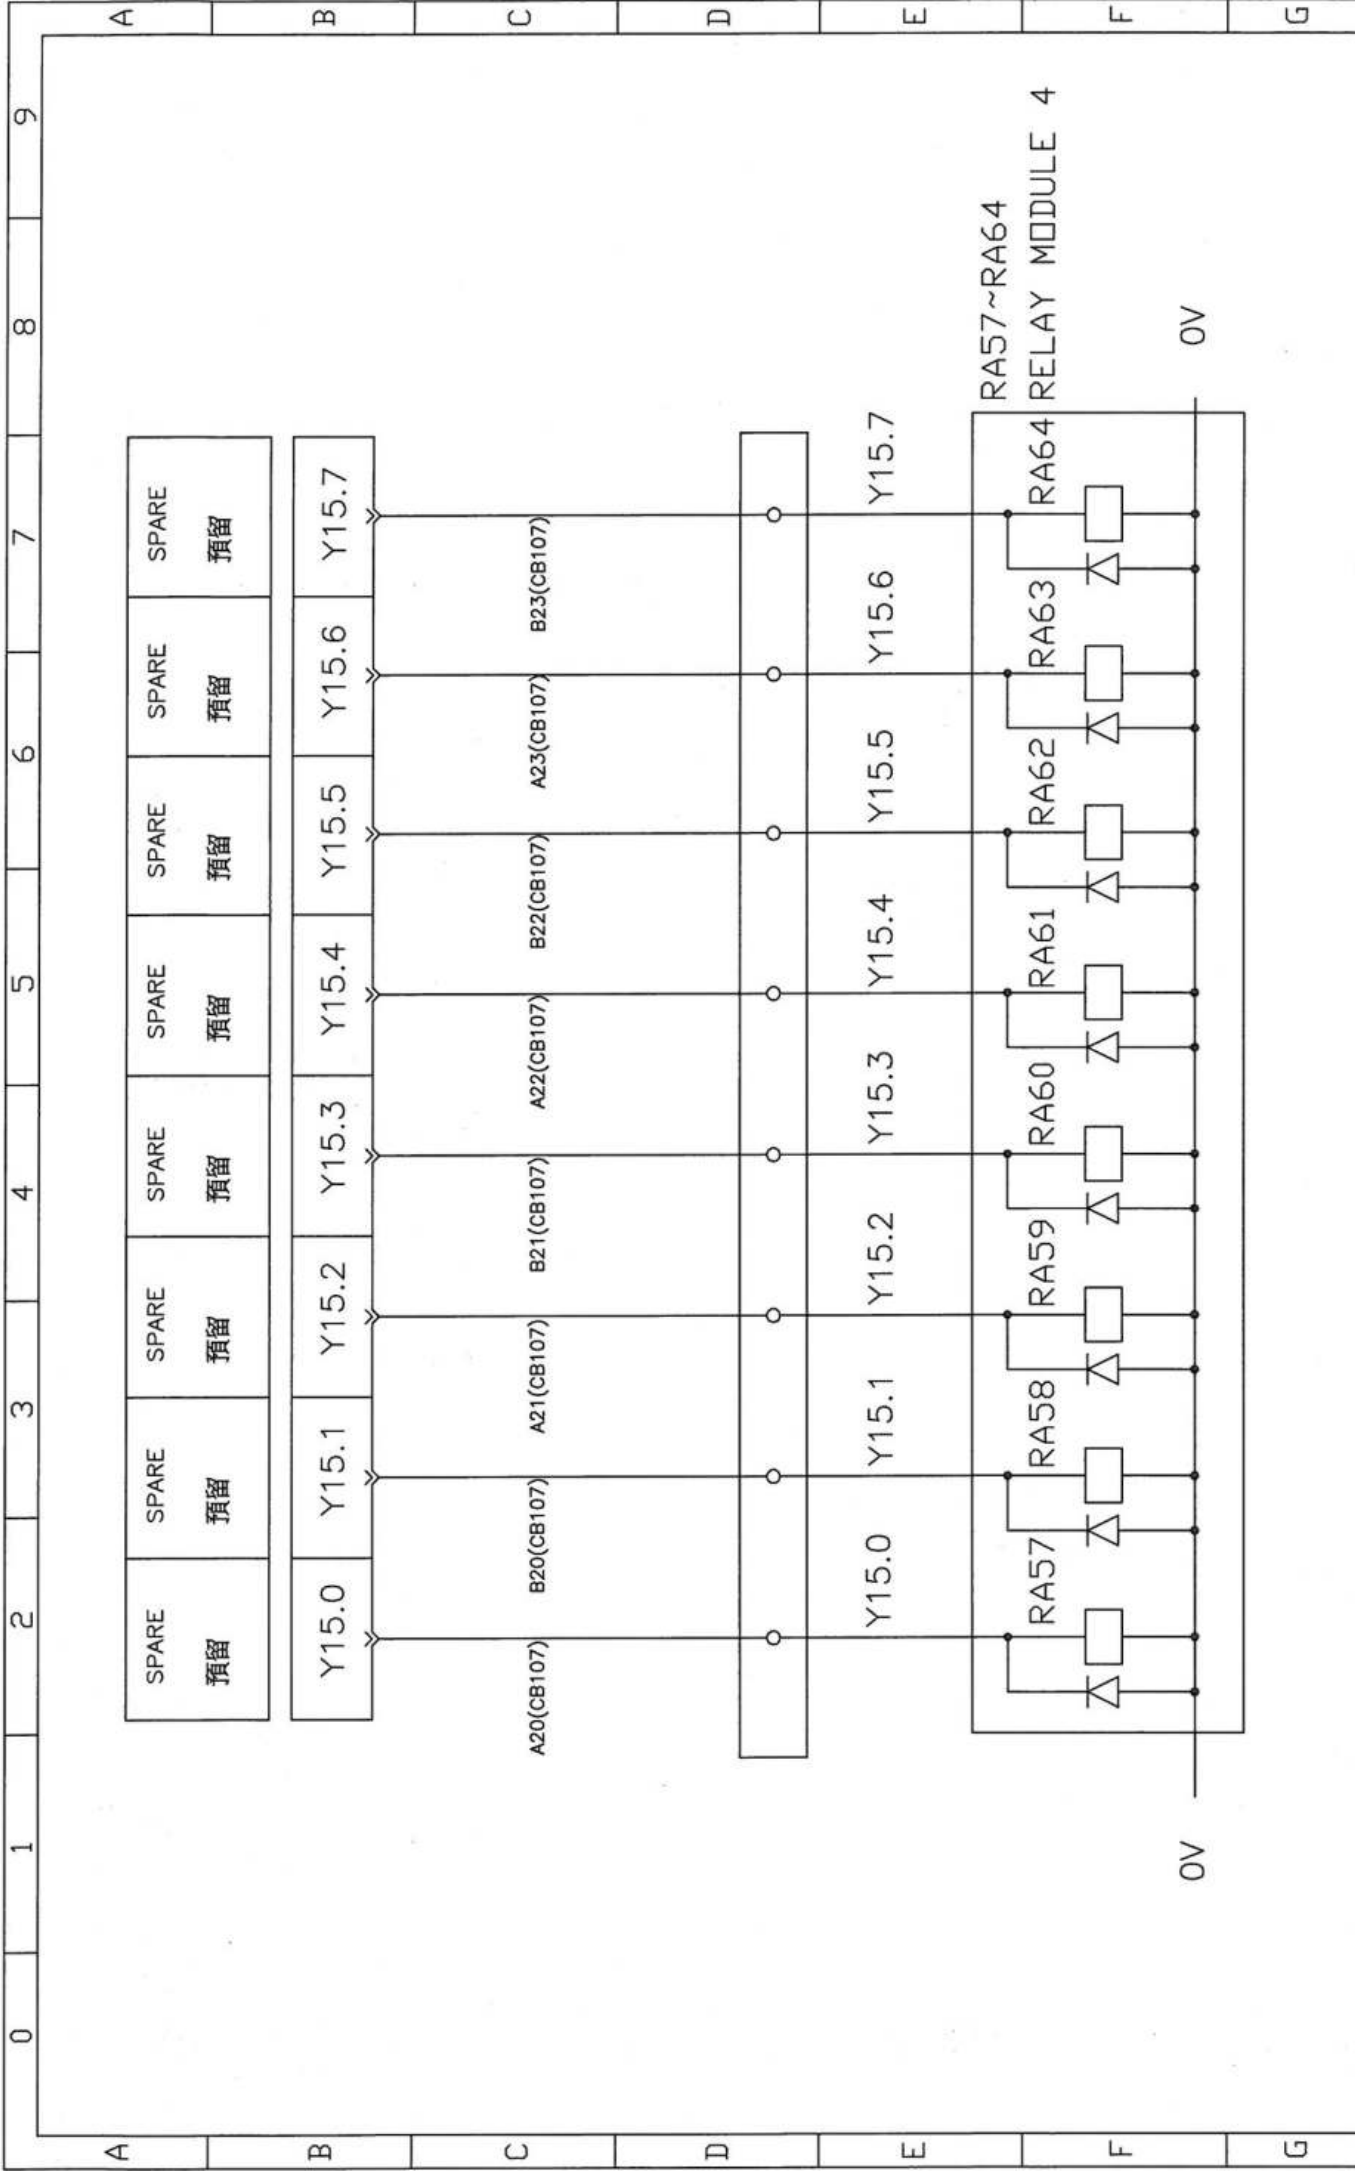 0 1 2 3 4 5 6 7 8 9
A A
SPARE SPARE SPARE SPARE SPARE SPARE SPARE SPARE
預留 預留 預留 預留 預留 預留 預留 預留
B B
Y15.0 Y15.1 Y15.2 Y15.3 Y15.4 Y15.5 Y15.6 Y15.7
C C
A20(CB107) B20(CB107) A21(CB107) B21(CB107) A22(CB107) B22(CB107) A23(CB107) B23(CB107)
D D
E E
Y15.0 Y15.1 Y15.2 Y15.3 Y15.4 Y15.5 Y15.6 Y15.7
RA57~RA64
RA57 RA58 RA59 RA60 RA61 RA62 RA63 RA64 RELAY MODULE 4
F F
0V 0V
G G